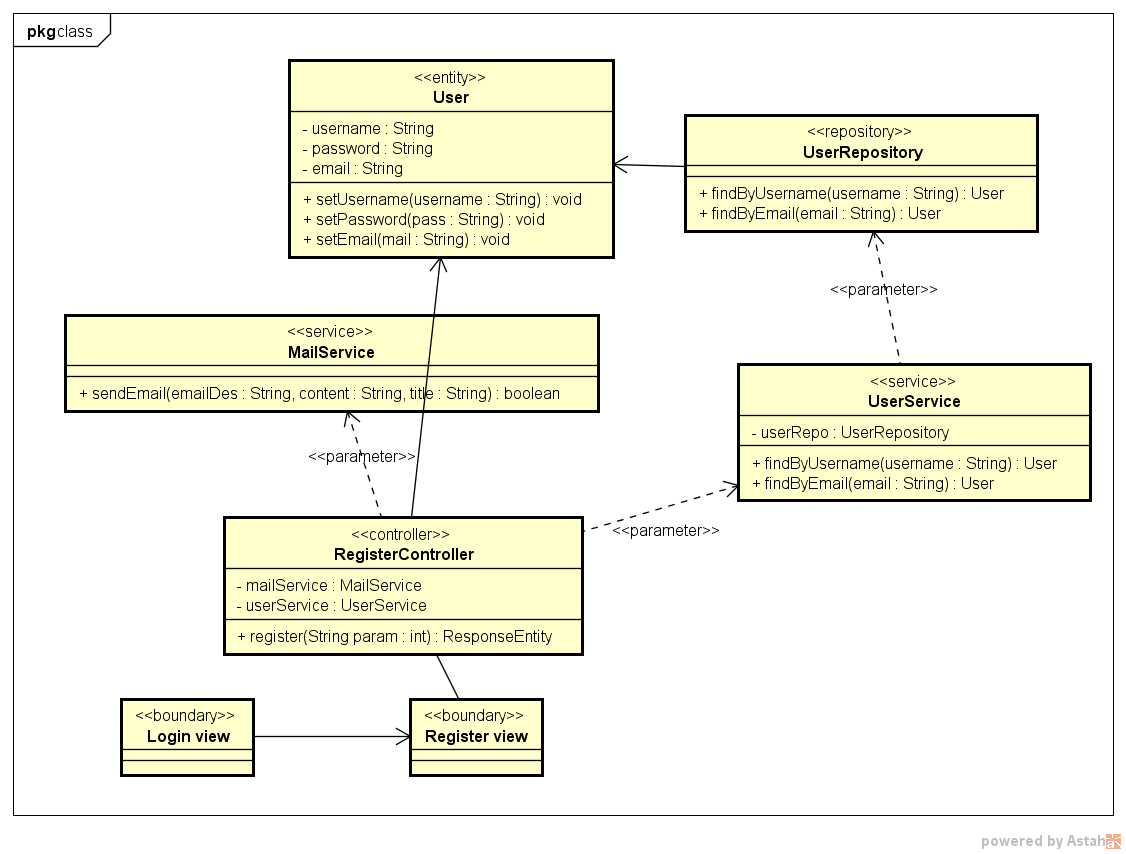 pkg class
<<entity>>
User
- username : String
- password : String
- email : String
+ setUsername(username : String) : void
+ setPassword(pass : String) : void
+ setEmail(mail : String) : void
<<repository>>
UserRepository
+ findByUsername(username : String) : User
+ findByEmail(email : String) : User
<<parameter>>
<<service>>
MailService
+ sendEmail(emailDes : String, content : String, title : String) : boolean
<<service>>
UserService
- userRepo : UserRepository
+ findByUsername(username : String) : User
+ findByEmail(email : String) : User
<<parameter>>
<<parameter>>
<<controller>>
RegisterController
- mailService : MailService
- userService : UserService
+ register(String param : int) : ResponseEntity
<<boundary>>
Login view
<<boundary>>
Register view
powered by Astah